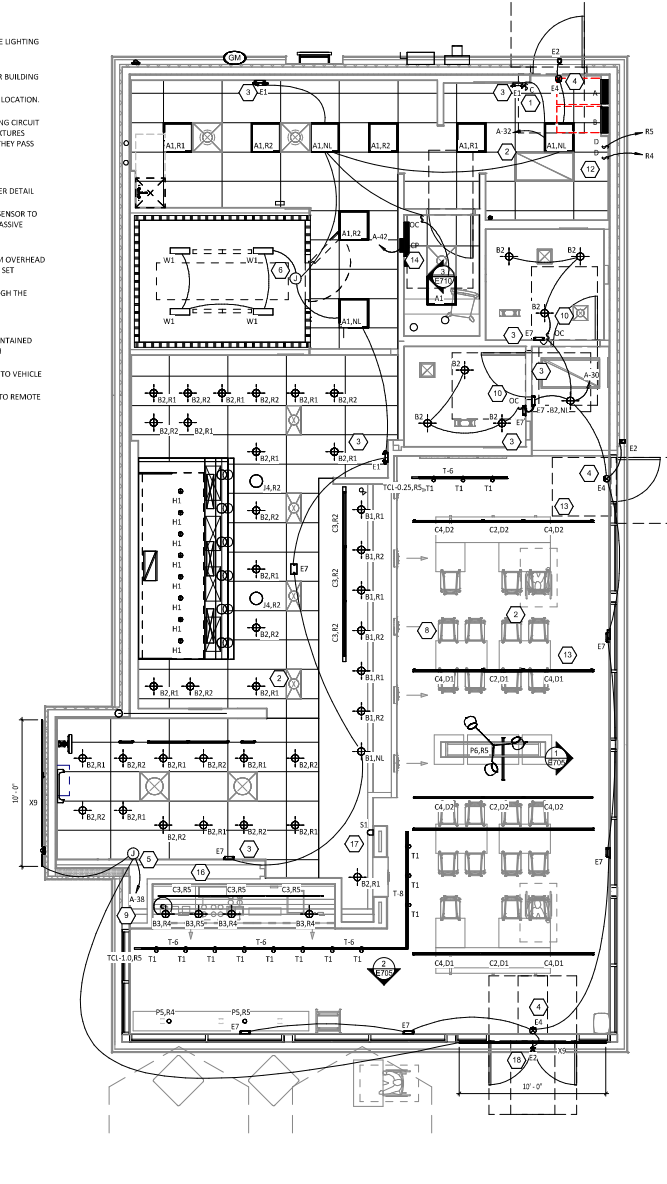 E LIGHTING
R BUILDING
LOCATION.
NG CIRCUIT
XTURES
THEY PASS
ER DETAIL
SENSOR TO
ASSIVE
M OVERHEAD
SET
GH THE
NTAINED
)
TO VEHICLE
TO REMOTE
GM
E2
4
3
E1
3
E1
C
1
E4
A
B
A-32
R5
A1,R1
A1,R2
A1,NL
A1,R2
A1,R1
A1,NL
D
D
R4
2
12
A1,R2
A-42
OC
CP
14
3
E710
A1
W1
W1
6
J
W1
W1
A1,NL
B2
B2
B2
10
3
E7
OC
B2
10
3
A-30
OC
E7
B2,NL
B2
B2
3
B2,R1
B2,R2
B2,R1
B2,R2
B2,R1
B2,R2
B2,R1
B2,R2
B2,R1
3
E1
E2
T-6
TCL-0.25,R5
T1
T1
T1
4
E4
13
H1
H1
H1
H1
H1
H1
H1
H1
J4,R2
B2,R2
B2,R1
J4,R2
B2,R2
E7
C3,R2
C3,R2
C3,R2
B1,R1
B1,R2
B1,R1
B1,R2
B1,R1
B1,R2
B1,NL
C4,D2
C2,D2
C4,D2
8
2
13
E7
C4,D1
C2,D1
C4,D1
2
B2,R1
B2,R2
B2,R1
P6,R5
1
E705
10' - 0"
X9
B2,R1
B2,R2
B2,R1
B2,R2
B2,R1
B2,R2
B2,R1
B2,R2
B2,R1
B2,R2
B2,R1
C4,D2
C2,D2
C4,D2
S1
17
J
5
E7
3
16
A-38
9
B2,R1
T-8
T1
T1
T1
E7
C3,R5
C3,R5
C3,R5
B3,R4
B3,R5
B3,R4
B3,R4
T-6
T-6
T-6
TCL-1.0,R5
T1
T1
T1
T1
T1
T1
T1
T1
2
E705
C4,D1
C2,D1
C4,D1
P5,R4
P5,R5
E7
E7
4
E4
E2
X9
18
10' - 0"